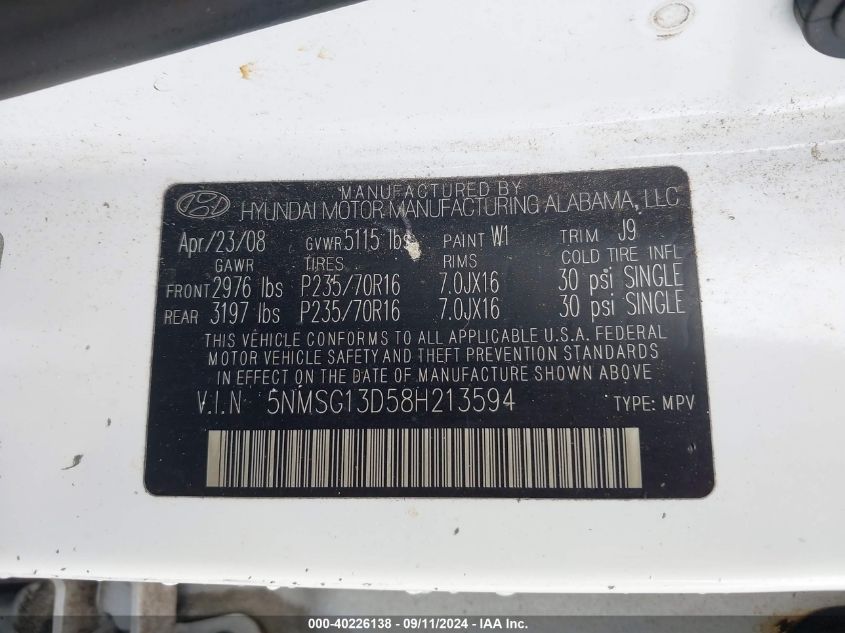 MANUFACTURED BY
HYUNDAI MOTOR MANUFACTURING ALABAMA, LLC
Apr/23/08 GVWR 5115 lbs PAINT W1 TRIM J9
GAWR TIRES RIMS COLD TIRE INFL
FRONT 2976 lbs P235/70R16 7.0JX16 30 psi SINGLE
REAR 3197 lbs P235/70R16 7.0JX16 30 psi SINGLE
THIS VEHICLE CONFORMS TO ALL APPLICABLE U.S.A. FEDERAL
MOTOR VEHICLE SAFETY AND THEFT PREVENTION STANDARDS
IN EFFECT ON THE DATE OF MANUFACTURE SHOWN ABOVE
V.I.N 5NMSG13D58H213594 TYPE: MPV
000-40226138 - 09/11/2024 - IAA Inc.